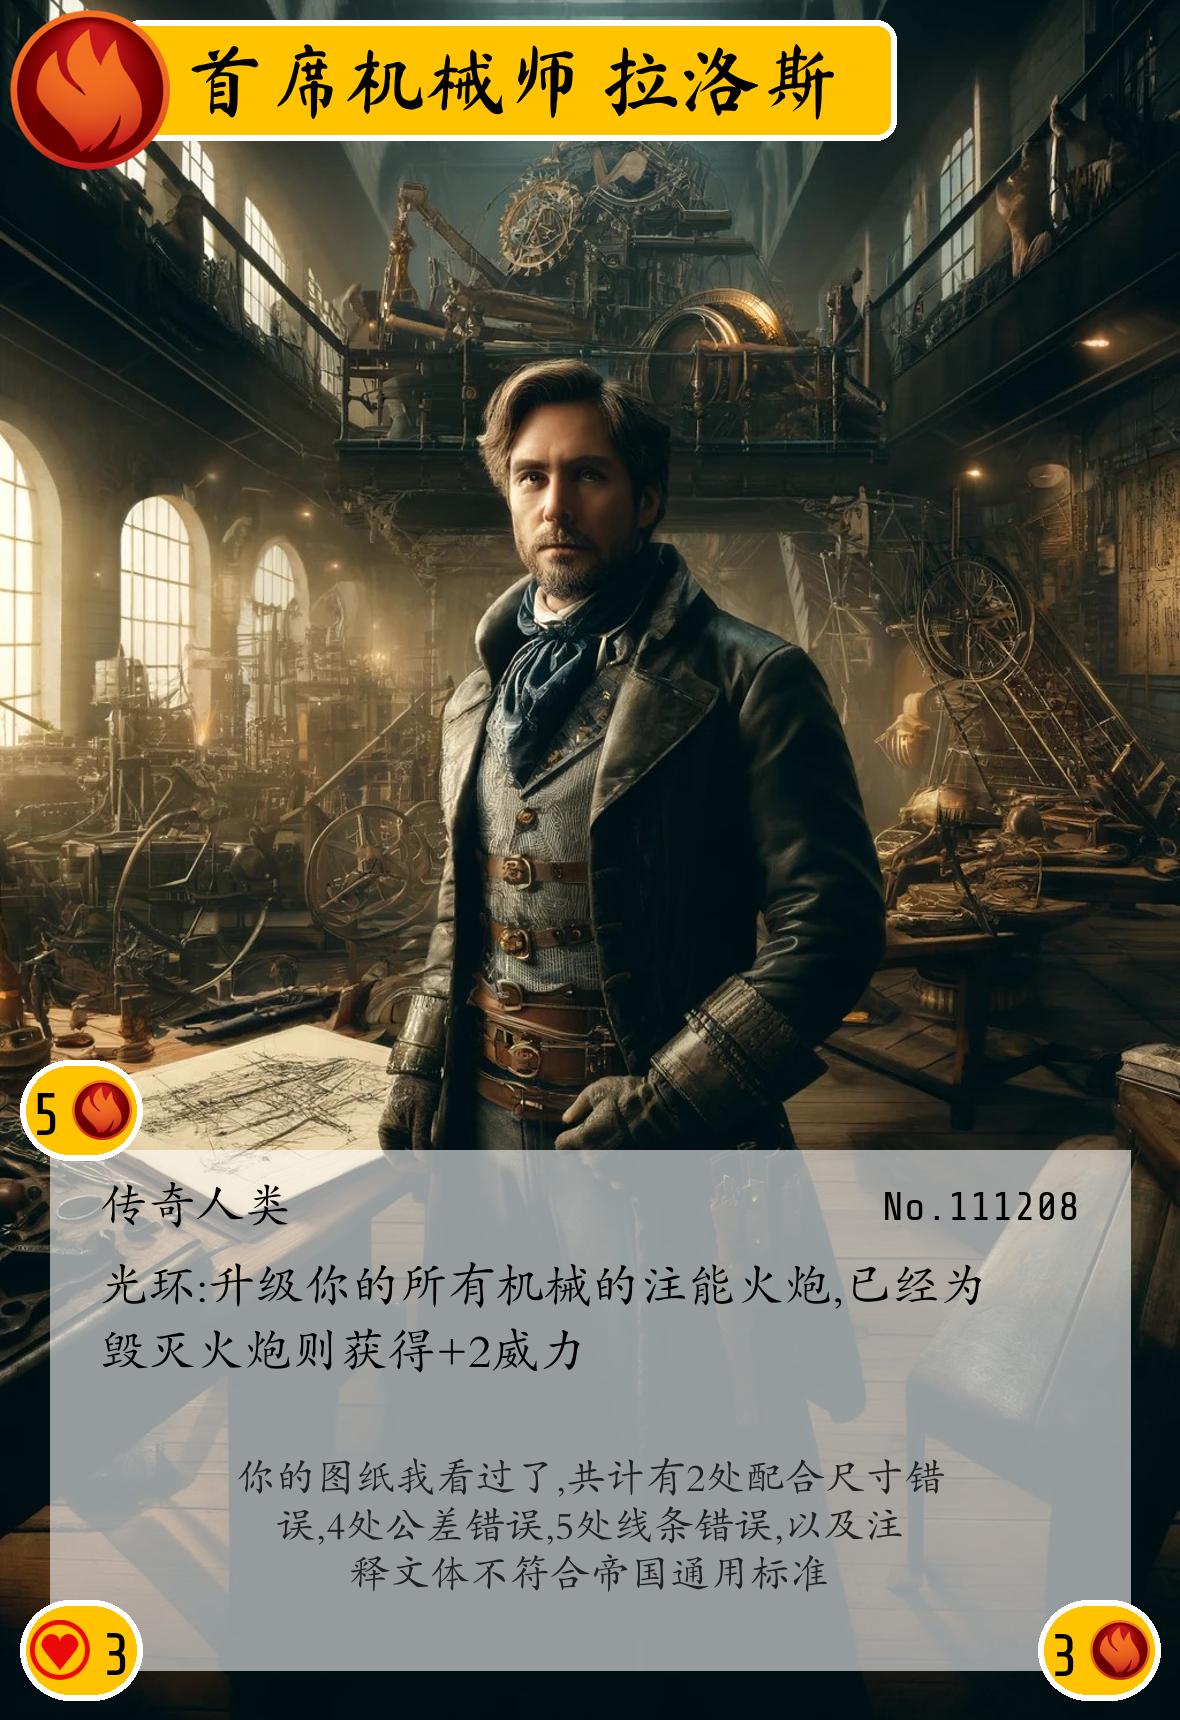 首席机械师 拉洛斯
5
传奇人类
No.111208
光环:升级你的所有机械的注能火炮,已经为
毁灭火炮则获得+2威力
你的图纸我看过了,共计有2处配合尺寸错
误,4处公差错误,5处线条错误,以及注
释文体不符合帝国通用标准
3
3